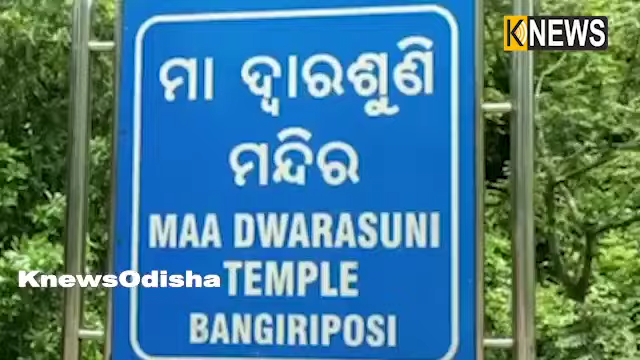 KNEWS
ମା ଦ୍ୱାରଶୁଣି
ମନ୍ଦିର
MAA DWARASUNI
KnewsOdisha
TEMPLE
BANGIRIPOSI